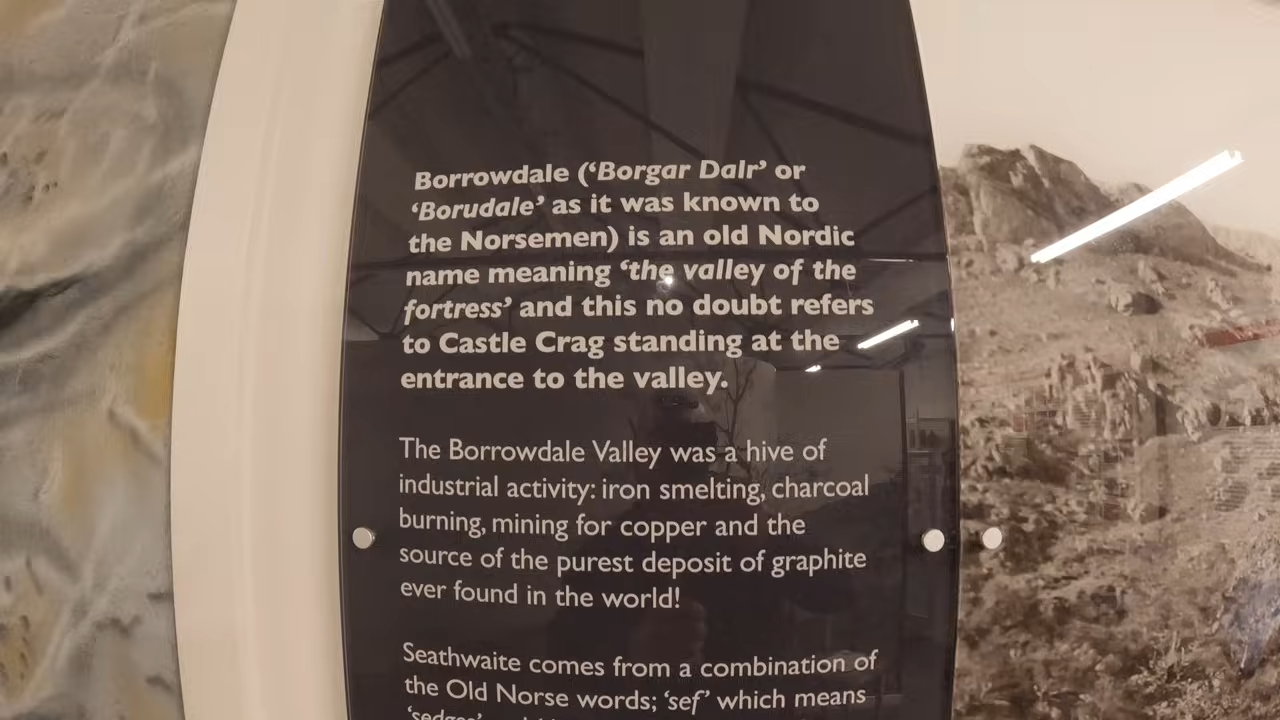 Borrowdale (‘Borgar Dalr’ or
‘Borudale’ as it was known to
the Norsemen) is an old Nordic
name meaning ‘the valley of the
fortress’ and this no doubt refers
to Castle Crag standing at the
entrance to the valley.
The Borrowdale Valley was a hive of
industrial activity: iron smelting, charcoal
burning, mining for copper and the
source of the purest deposit of graphite
ever found in the world!
Seathwaite comes from a combination of
the Old Norse words; ‘sef’ which means
‘sedges’